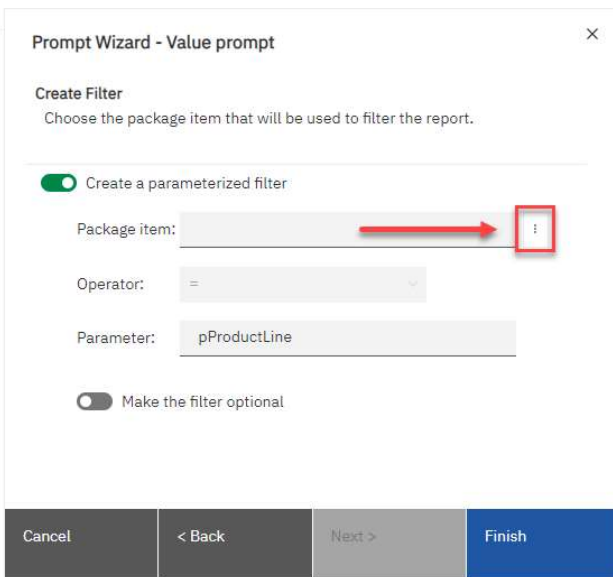 Prompt Wizard - Value prompt
Create Filter
Choose the package item that will be used to filter the report.
Create a parameterized filter
Package item:
Operator: =
Parameter: pProductLine
Make the filter optional
Cancel < Back Next > Finish